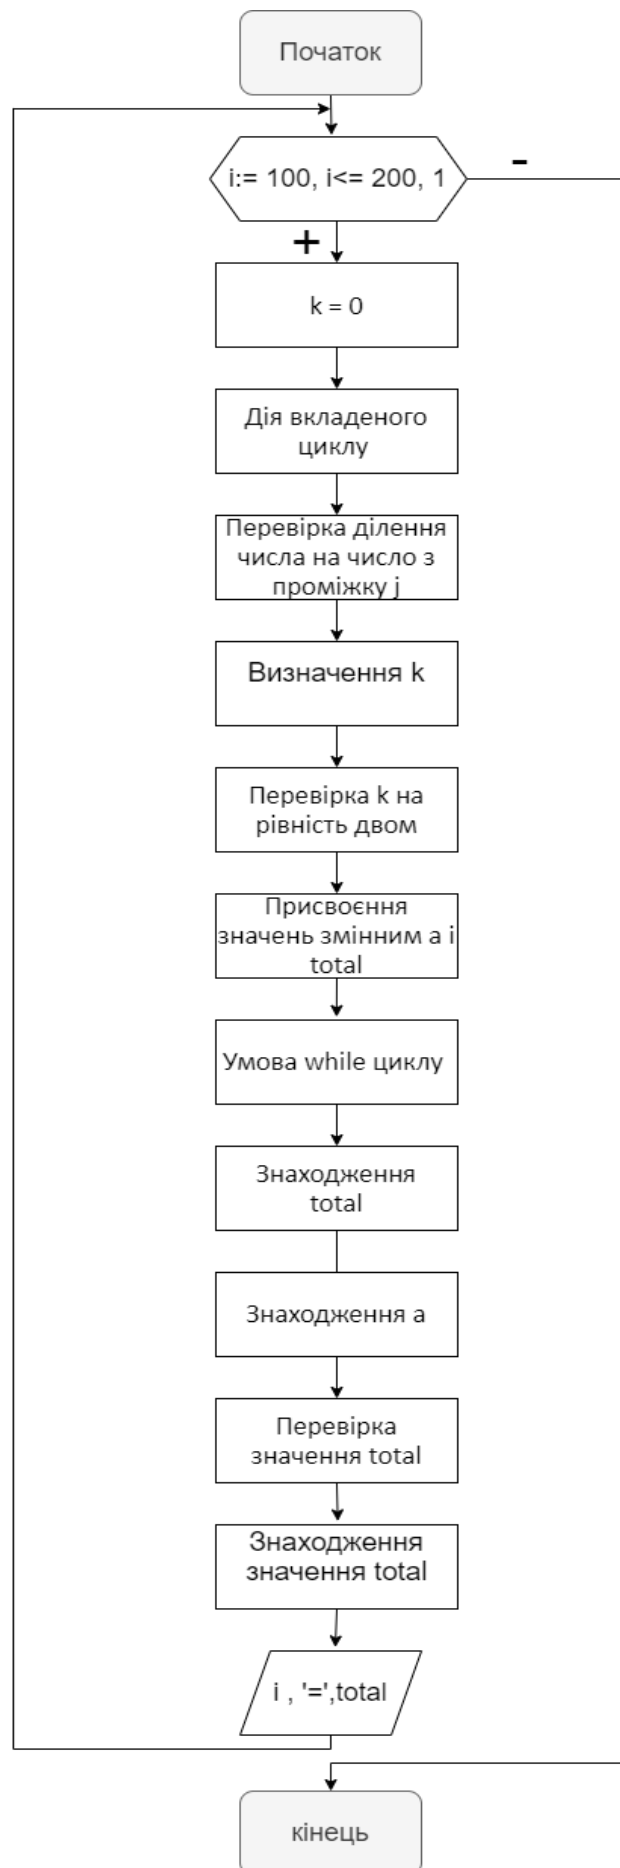 Початок
i:= 100, i<= 200, 1
-
+
k = 0
Дія вкладеного
циклу
Перевірка ділення
числа на число з
проміжку j
Визначення k
Перевірка k на
рівність двом
Присвоєння
значень змінним a і
total
Умова while циклу
Знаходження
total
Знаходження a
Перевірка
значення total
Знаходження
значення total
i , '=',total
кінець